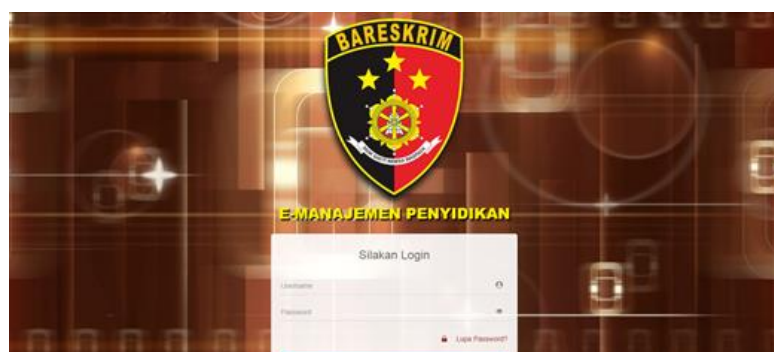 BARESKRIM
E-MANAJEMEN PENYIDIKAN
Silakan Login
Username
Password
Lupa Password?